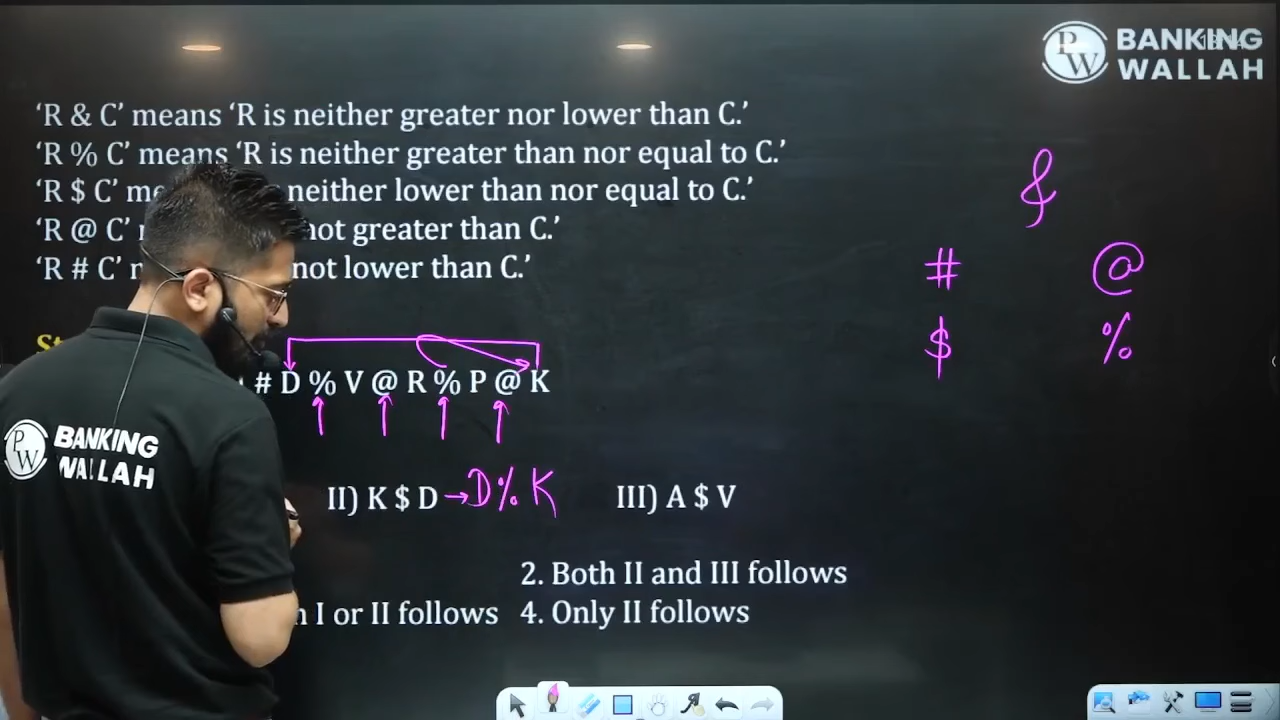 BANKING
WALLAH
'R & C' means 'R is neither greater nor lower than C.'
'R % C' means 'R is neither greater than nor equal to C.'
'R $ C' neither lower than nor equal to C.'
'R @ C' not greater than C.'
'R # C' not lower than C.'
&
# @
$ %
# D % V @ R % P @ K
II) K $ D → D % K III) A $ V
2. Both II and III follows
I or II follows 4. Only II follows
PW BANKING
WALLAH